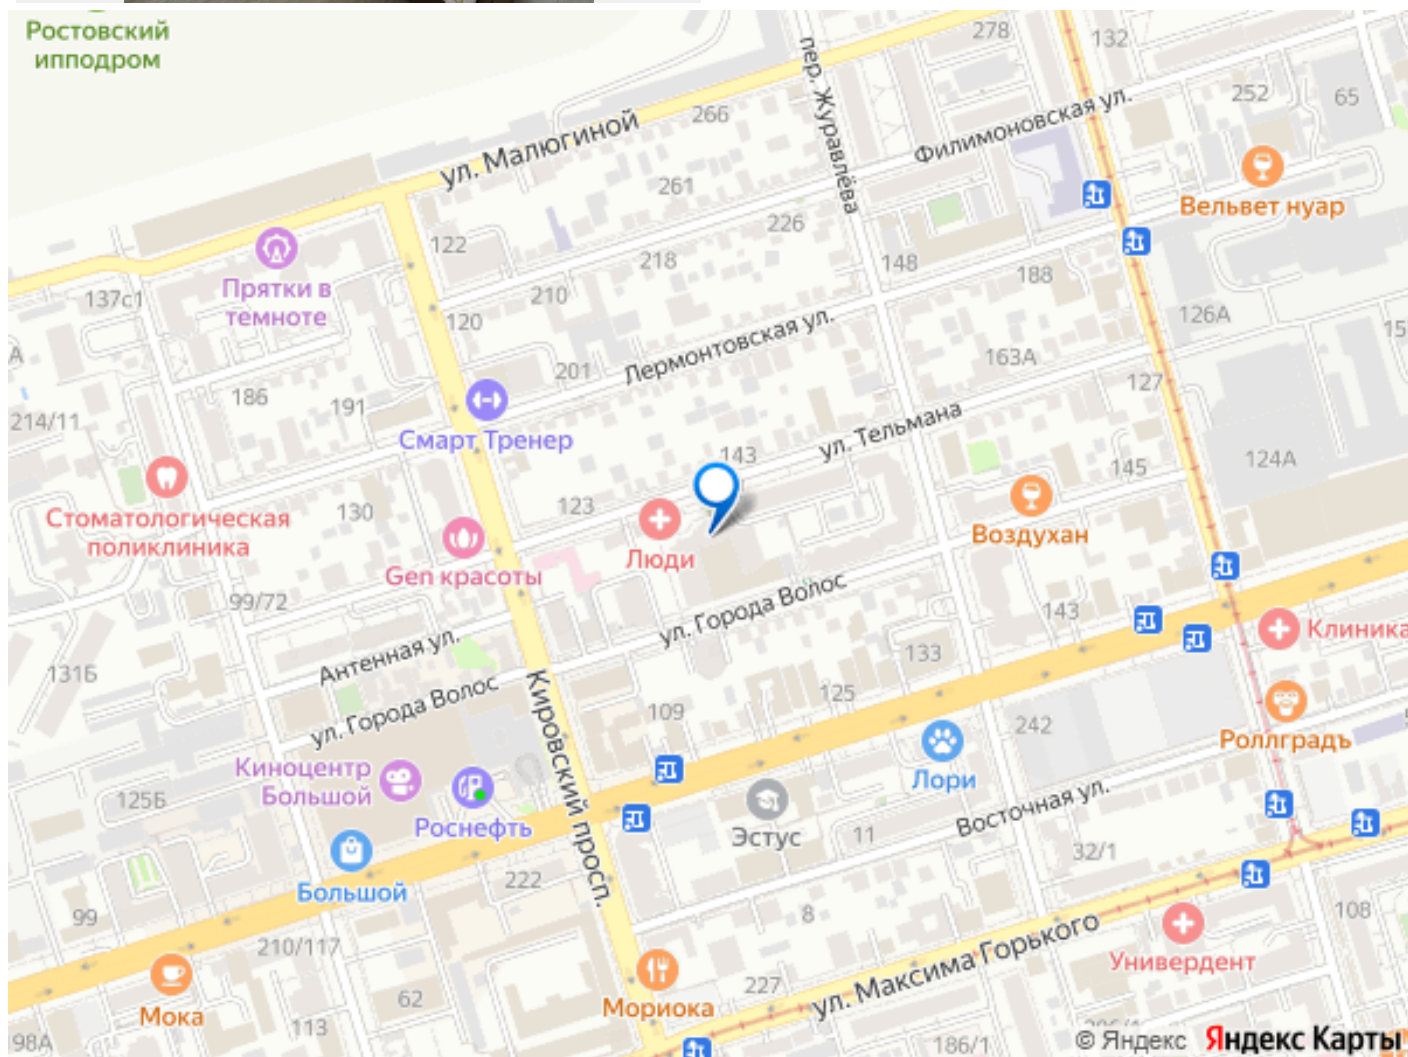 Ростовский
ипподром
278
132
пер. Журавлёва
252
65
266
ул. Малюгиной
Филимоновская ул.
261
Вельвет нуар
226
122
218
148
188
Прятки в
темноте
137с1
210
126А
120
Лермонтовская ул.
163А
201
127
186
191
214/11
Смарт Тренер
ул. Тельмана
143
145
124А
123
130
Стоматологическая
поликлиника
Воздухан
Люди
Gen красоты
ул. Города Волос
99/72
143
Клиника
Антенная ул.
133
131Б
ул. Города Волос
125
Кировский просп.
109
242
Роллградъ
Киноцентр
Большой
Лори
125Б
Роснефть
Восточная ул.
Эстус
11
32/1
Большой
222
8
108
99
210/117
ул. Максима Горького
Универдент
62
227
Мориока
Мока
113
98А
186/1
© Яндекс Яндекс Карты